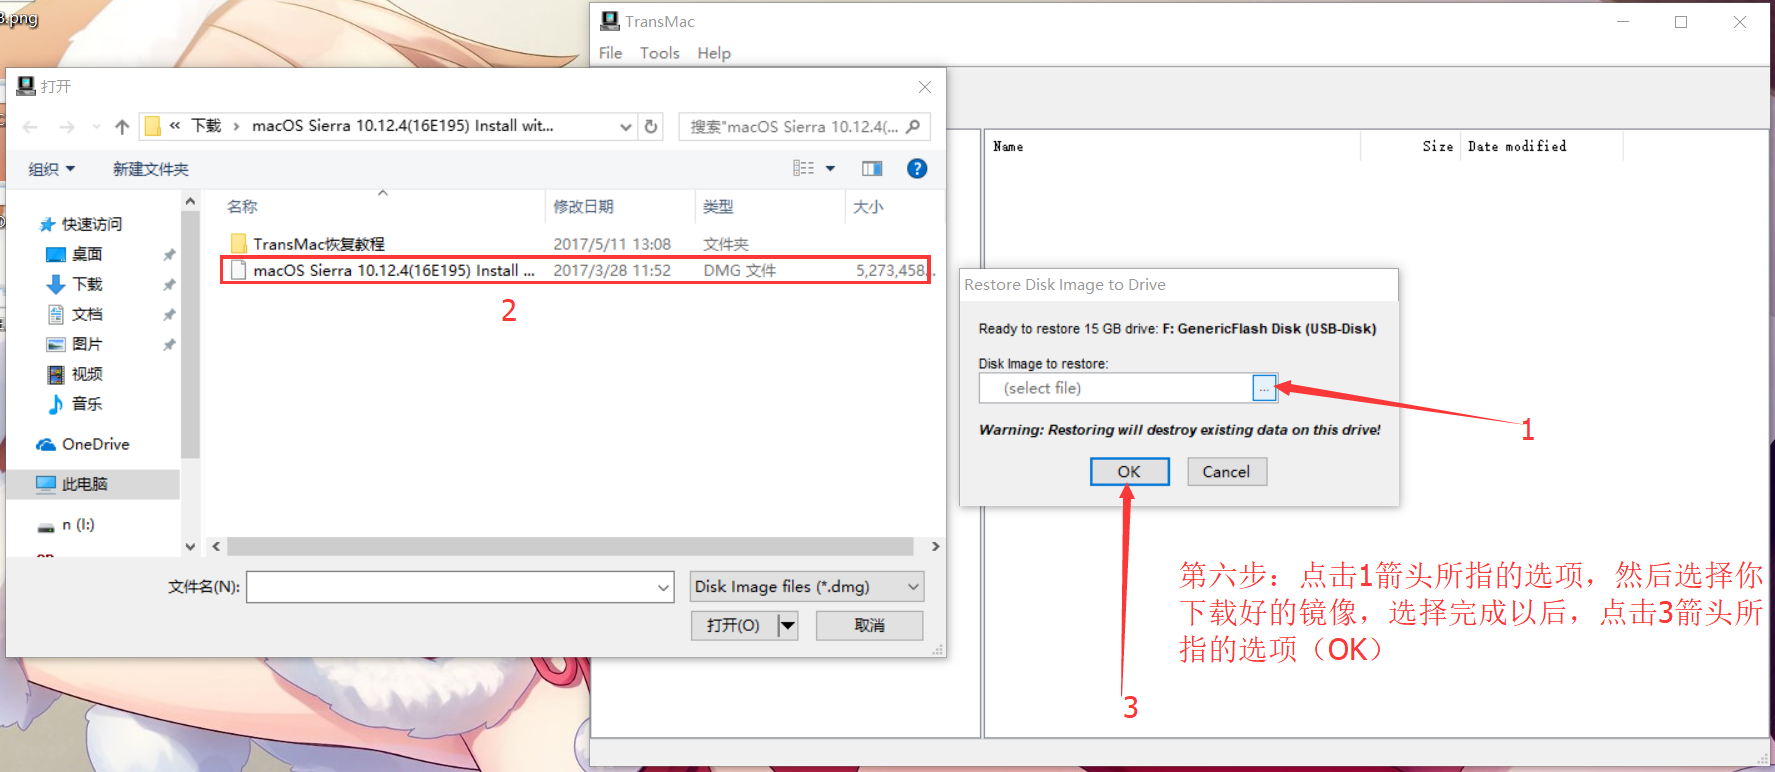 3.png
TransMac
File Tools Help
打开
« 下载 › macOS Sierra 10.12.4(16E195) Install wit...
搜索"macOS Sierra 10.12.4(...
组织 新建文件夹
名称 修改日期 类型 大小
快速访问
桌面
下载
文档
图片
视频
音乐
OneDrive
此电脑
n (I:)
TransMac恢复教程 2017/5/11 13:08 文件夹
macOS Sierra 10.12.4(16E195) Install ... 2017/3/28 11:52 DMG 文件 5,273,458...
2
文件名(N): Disk Image files (*.dmg)
打开(O) 取消
Name Size Date modified
Restore Disk Image to Drive
Ready to restore 15 GB drive: F: GenericFlash Disk (USB-Disk)
Disk Image to restore:
(select file) ...
1
Warning: Restoring will destroy existing data on this drive!
OK Cancel
3
第六步：点击1箭头所指的选项，然后选择你
下载好的镜像，选择完成以后，点击3箭头所
指的选项（OK）